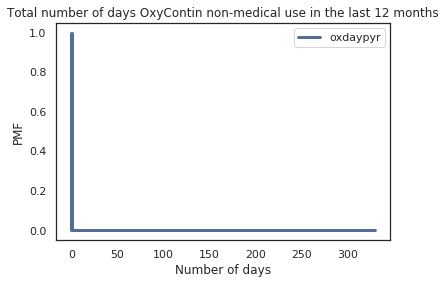 Total number of days OxyContin non-medical use in the last 12 months
1.0
oxdaypyr
0.8
0.6
PMF
0.4
0.2
0.0
0 50 100 150 200 250 300
Number of days